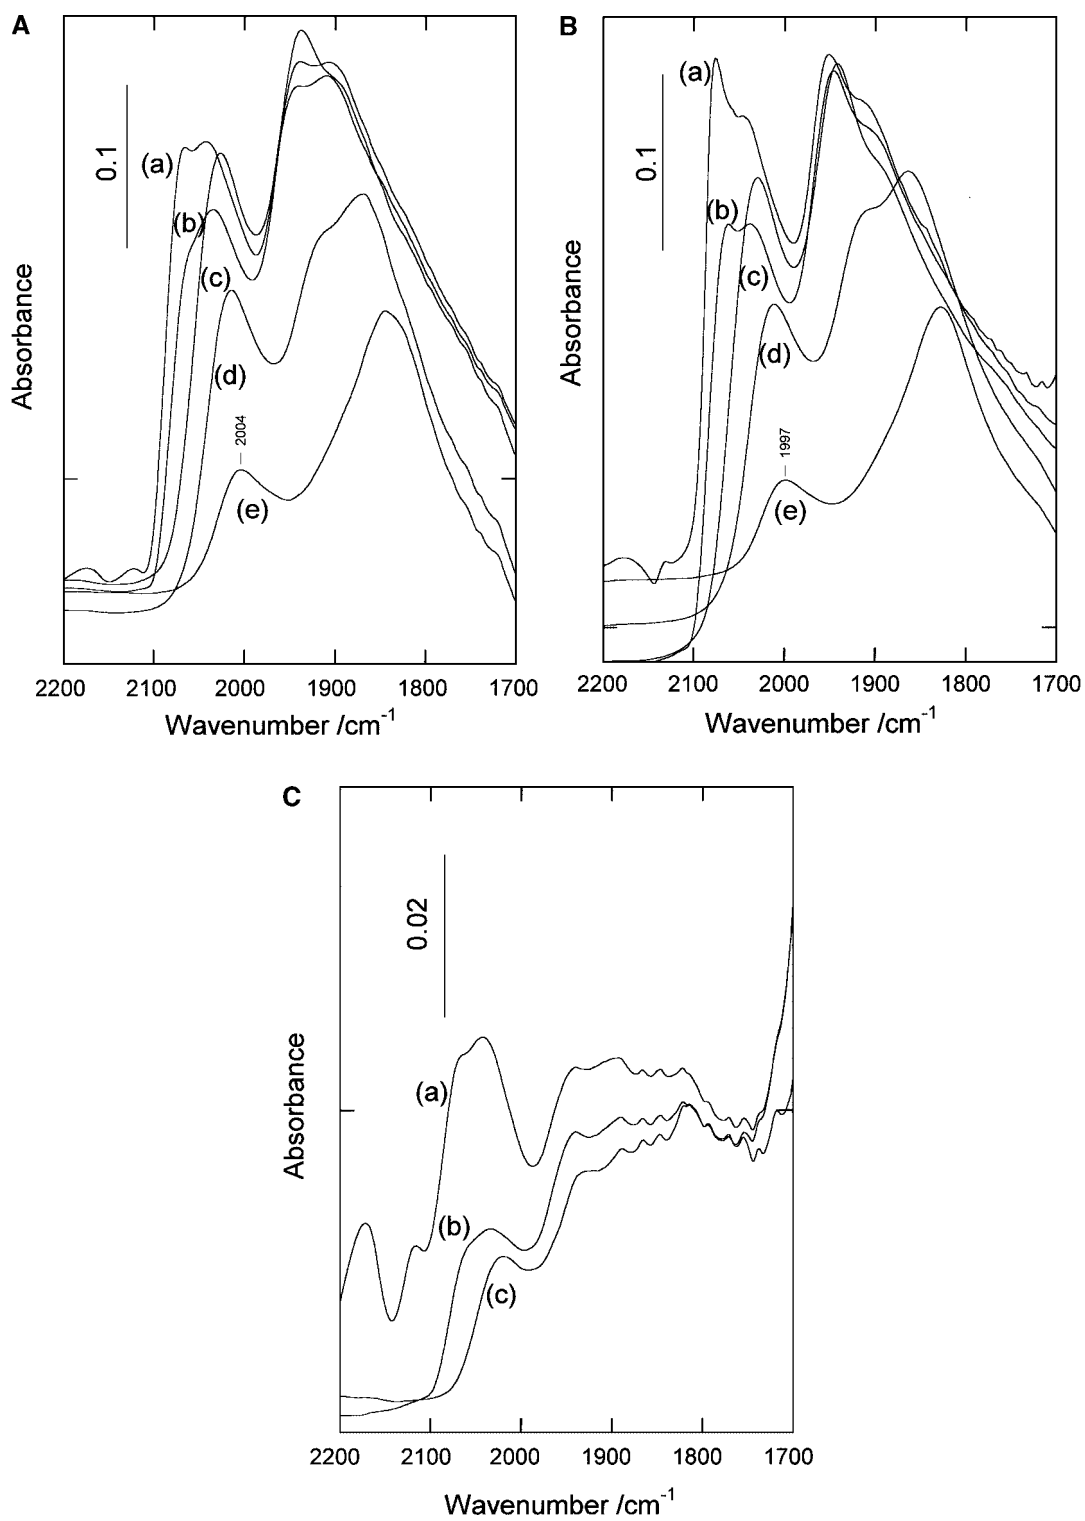 A
0.1
(a)
(b)
(c)
(d)
(e)
2004
Absorbance
2200 2100 2000 1900 1800 1700
Wavenumber /cm⁻¹
B
0.1
(a)
(b)
(c)
(d)
(e)
1997
Absorbance
2200 2100 2000 1900 1800 1700
Wavenumber /cm⁻¹
C
0.02
(a)
(b)
(c)
Absorbance
2200 2100 2000 1900 1800 1700
Wavenumber /cm⁻¹